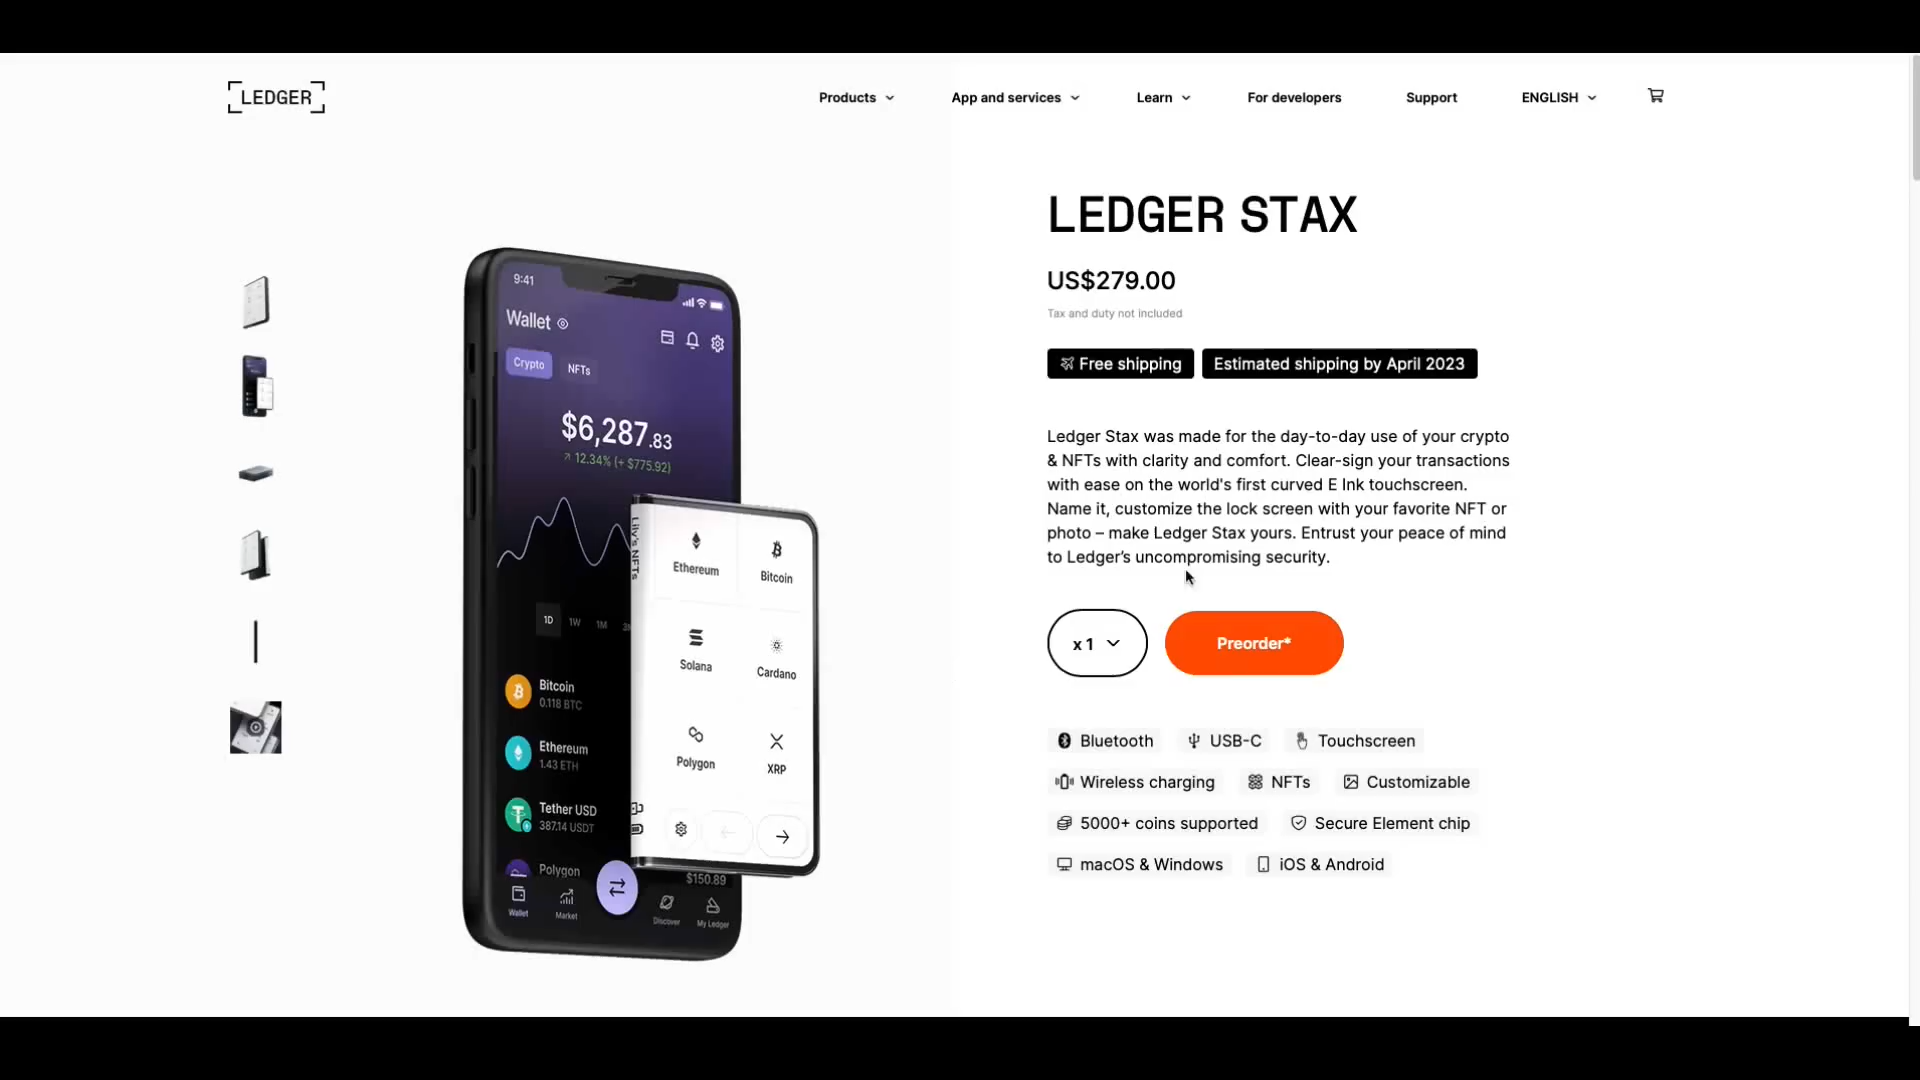 LEDGER
Products
App and services
Learn
For developers
Support
ENGLISH
LEDGER STAX
US$279.00
Tax and duty not included
Free shipping
Estimated shipping by April 2023
Ledger Stax was made for the day-to-day use of your crypto
& NFTs with clarity and comfort. Clear-sign your transactions
with ease on the world's first curved E Ink touchscreen.
Name it, customize the lock screen with your favorite NFT or
photo – make Ledger Stax yours. Entrust your peace of mind
to Ledger’s uncompromising security.
x 1
Preorder*
Bluetooth
USB-C
Touchscreen
Wireless charging
NFTs
Customizable
5000+ coins supported
Secure Element chip
macOS & Windows
iOS & Android
9:41
Wallet
Crypto
NFTs
$6,287.83
12.34% (+ $775.92)
1D
1W
1M
Bitcoin
0.118 BTC
Ethereum
1.43 ETH
Tether USD
387.14 USDT
Polygon
$150.89
Wallet
Market
Discover
My Ledger
Lily's NFTs
Ethereum
Bitcoin
Solana
Cardano
Polygon
XRP